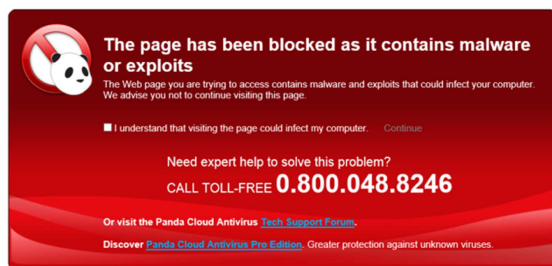 The page has been blocked as it contains malware
or exploits
The Web page you are trying to access contains malware and exploits that could infect your computer.
We advise you not to continue visiting this page.
I understand that visiting the page could infect my computer. Continue
Need expert help to solve this problem?
CALL TOLL-FREE 0.800.048.8246
Or visit the Panda Cloud Antivirus Tech Support Forum.
Discover Panda Cloud Antivirus Pro Edition. Greater protection against unknown viruses.